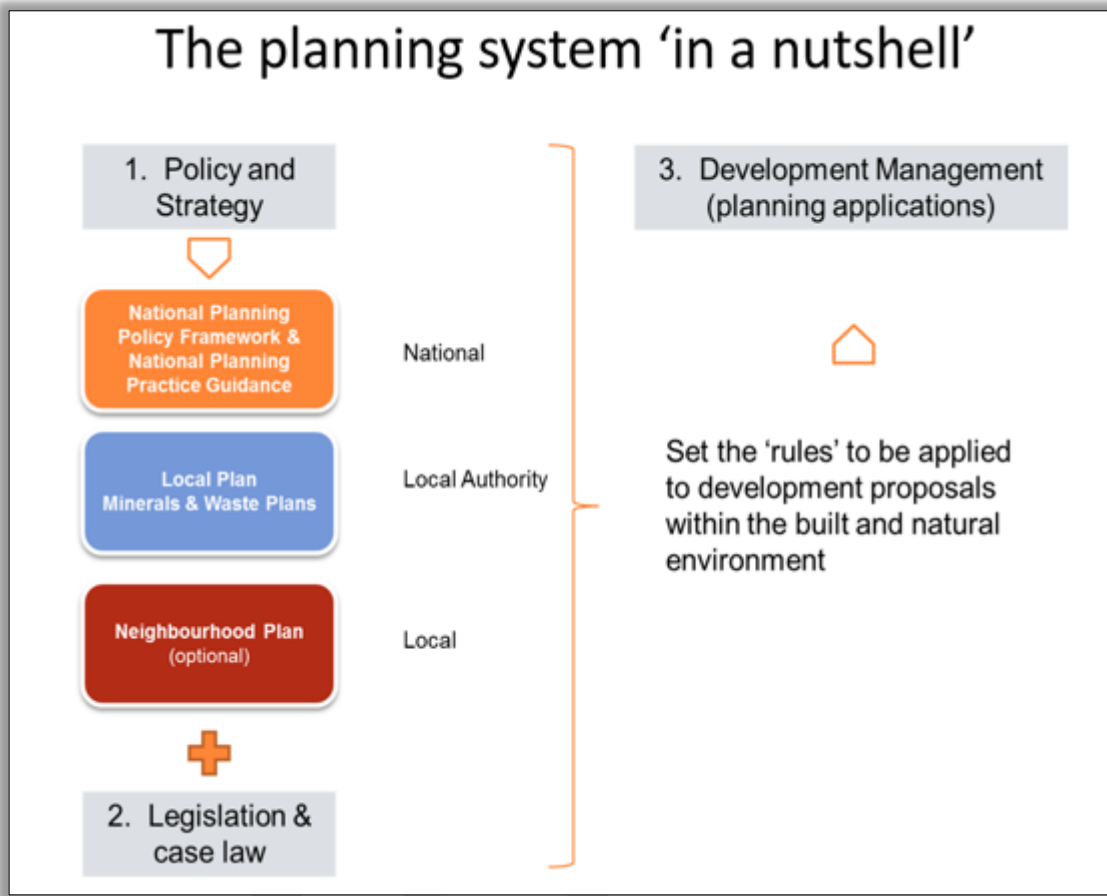 The planning system ‘in a nutshell’
1. Policy and
Strategy
National Planning
Policy Framework &
National Planning
Practice Guidance
National
Local Plan
Minerals & Waste Plans
Local Authority
Neighbourhood Plan
(optional)
Local
2. Legislation &
case law
3. Development Management
(planning applications)
Set the ‘rules’ to be applied
to development proposals
within the built and natural
environment